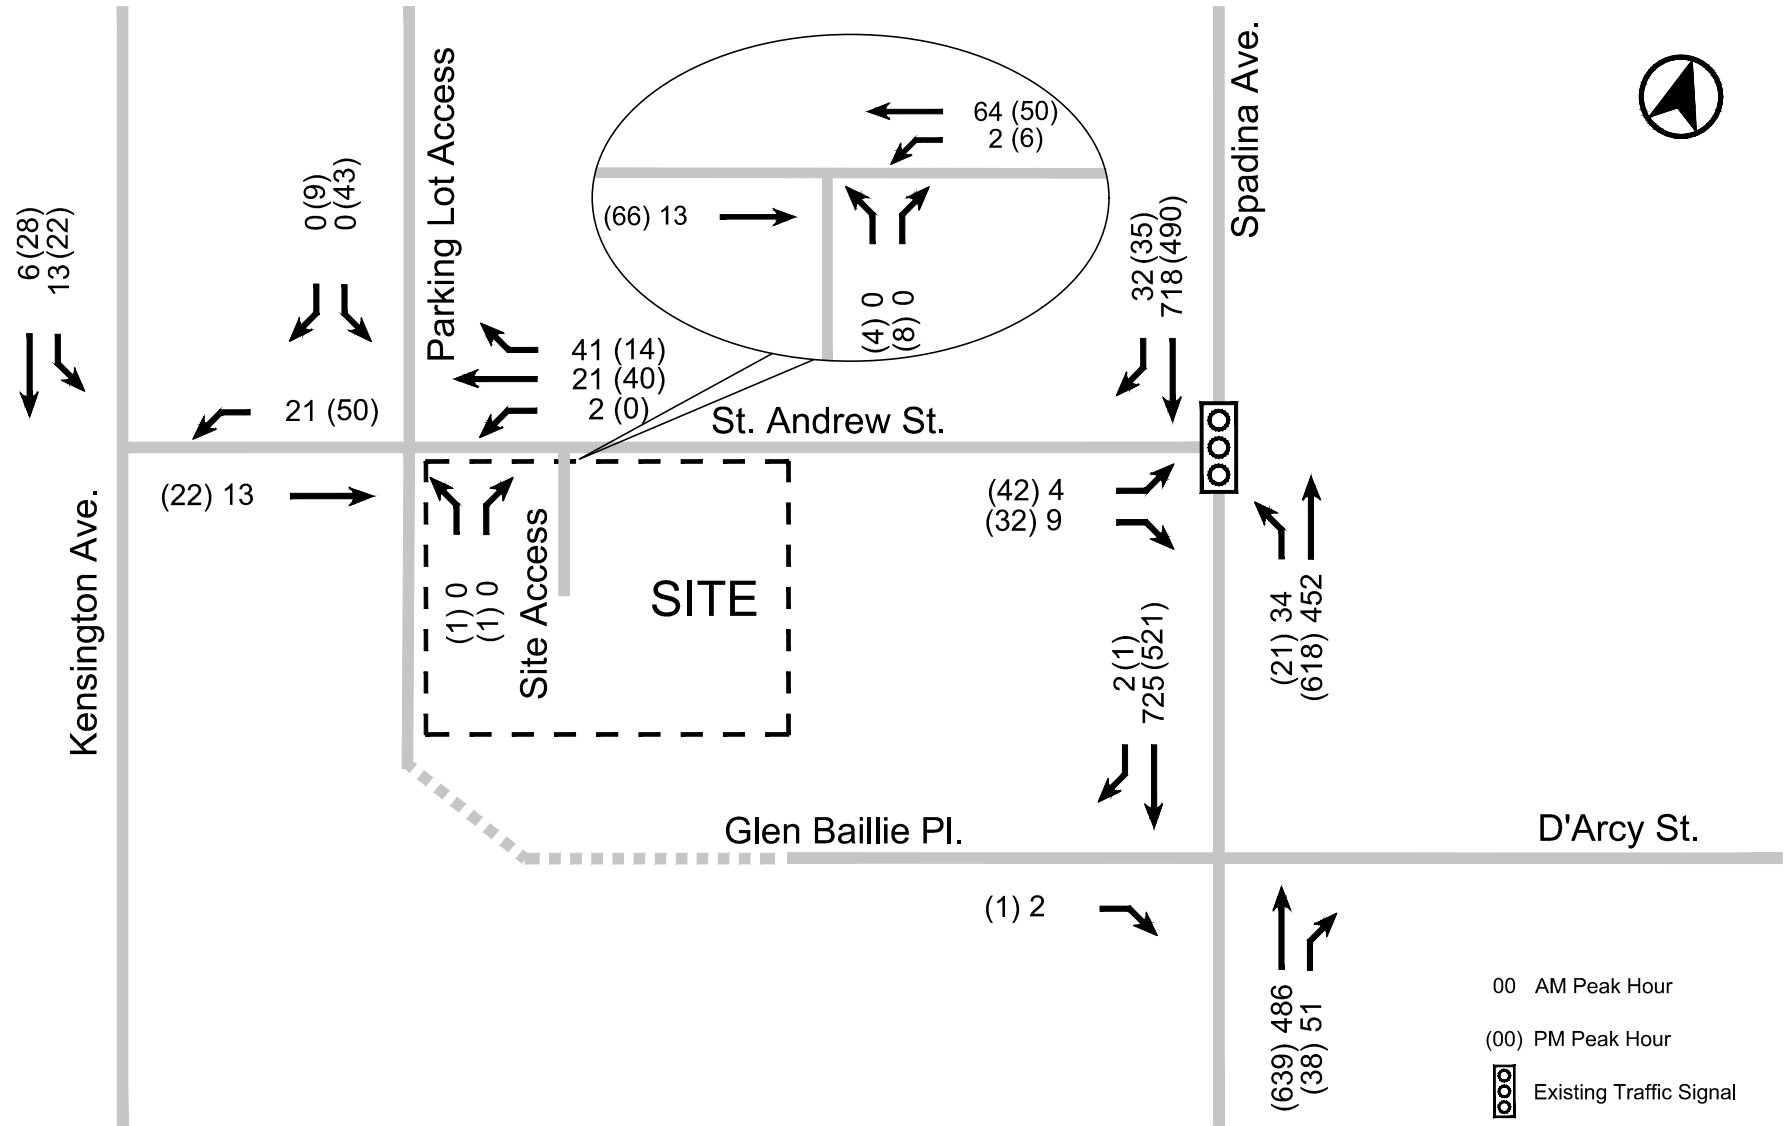 Spadina Ave.
Parking Lot Access
64 (50)
2 (6)
(66) 13
(4) 0
(8) 0
0 (9)
0 (43)
6 (28)
13 (22)
32 (35)
718 (490)
41 (14)
21 (40)
2 (0)
21 (50)
St. Andrew St.
(22) 13
(42) 4
(32) 9
Kensington Ave.
(1) 0
(1) 0
Site Access
SITE
(21) 34
(618) 452
2 (1)
725 (521)
Glen Baillie Pl.
D'Arcy St.
(1) 2
(639) 486
(38) 51
00 AM Peak Hour
(00) PM Peak Hour
Existing Traffic Signal